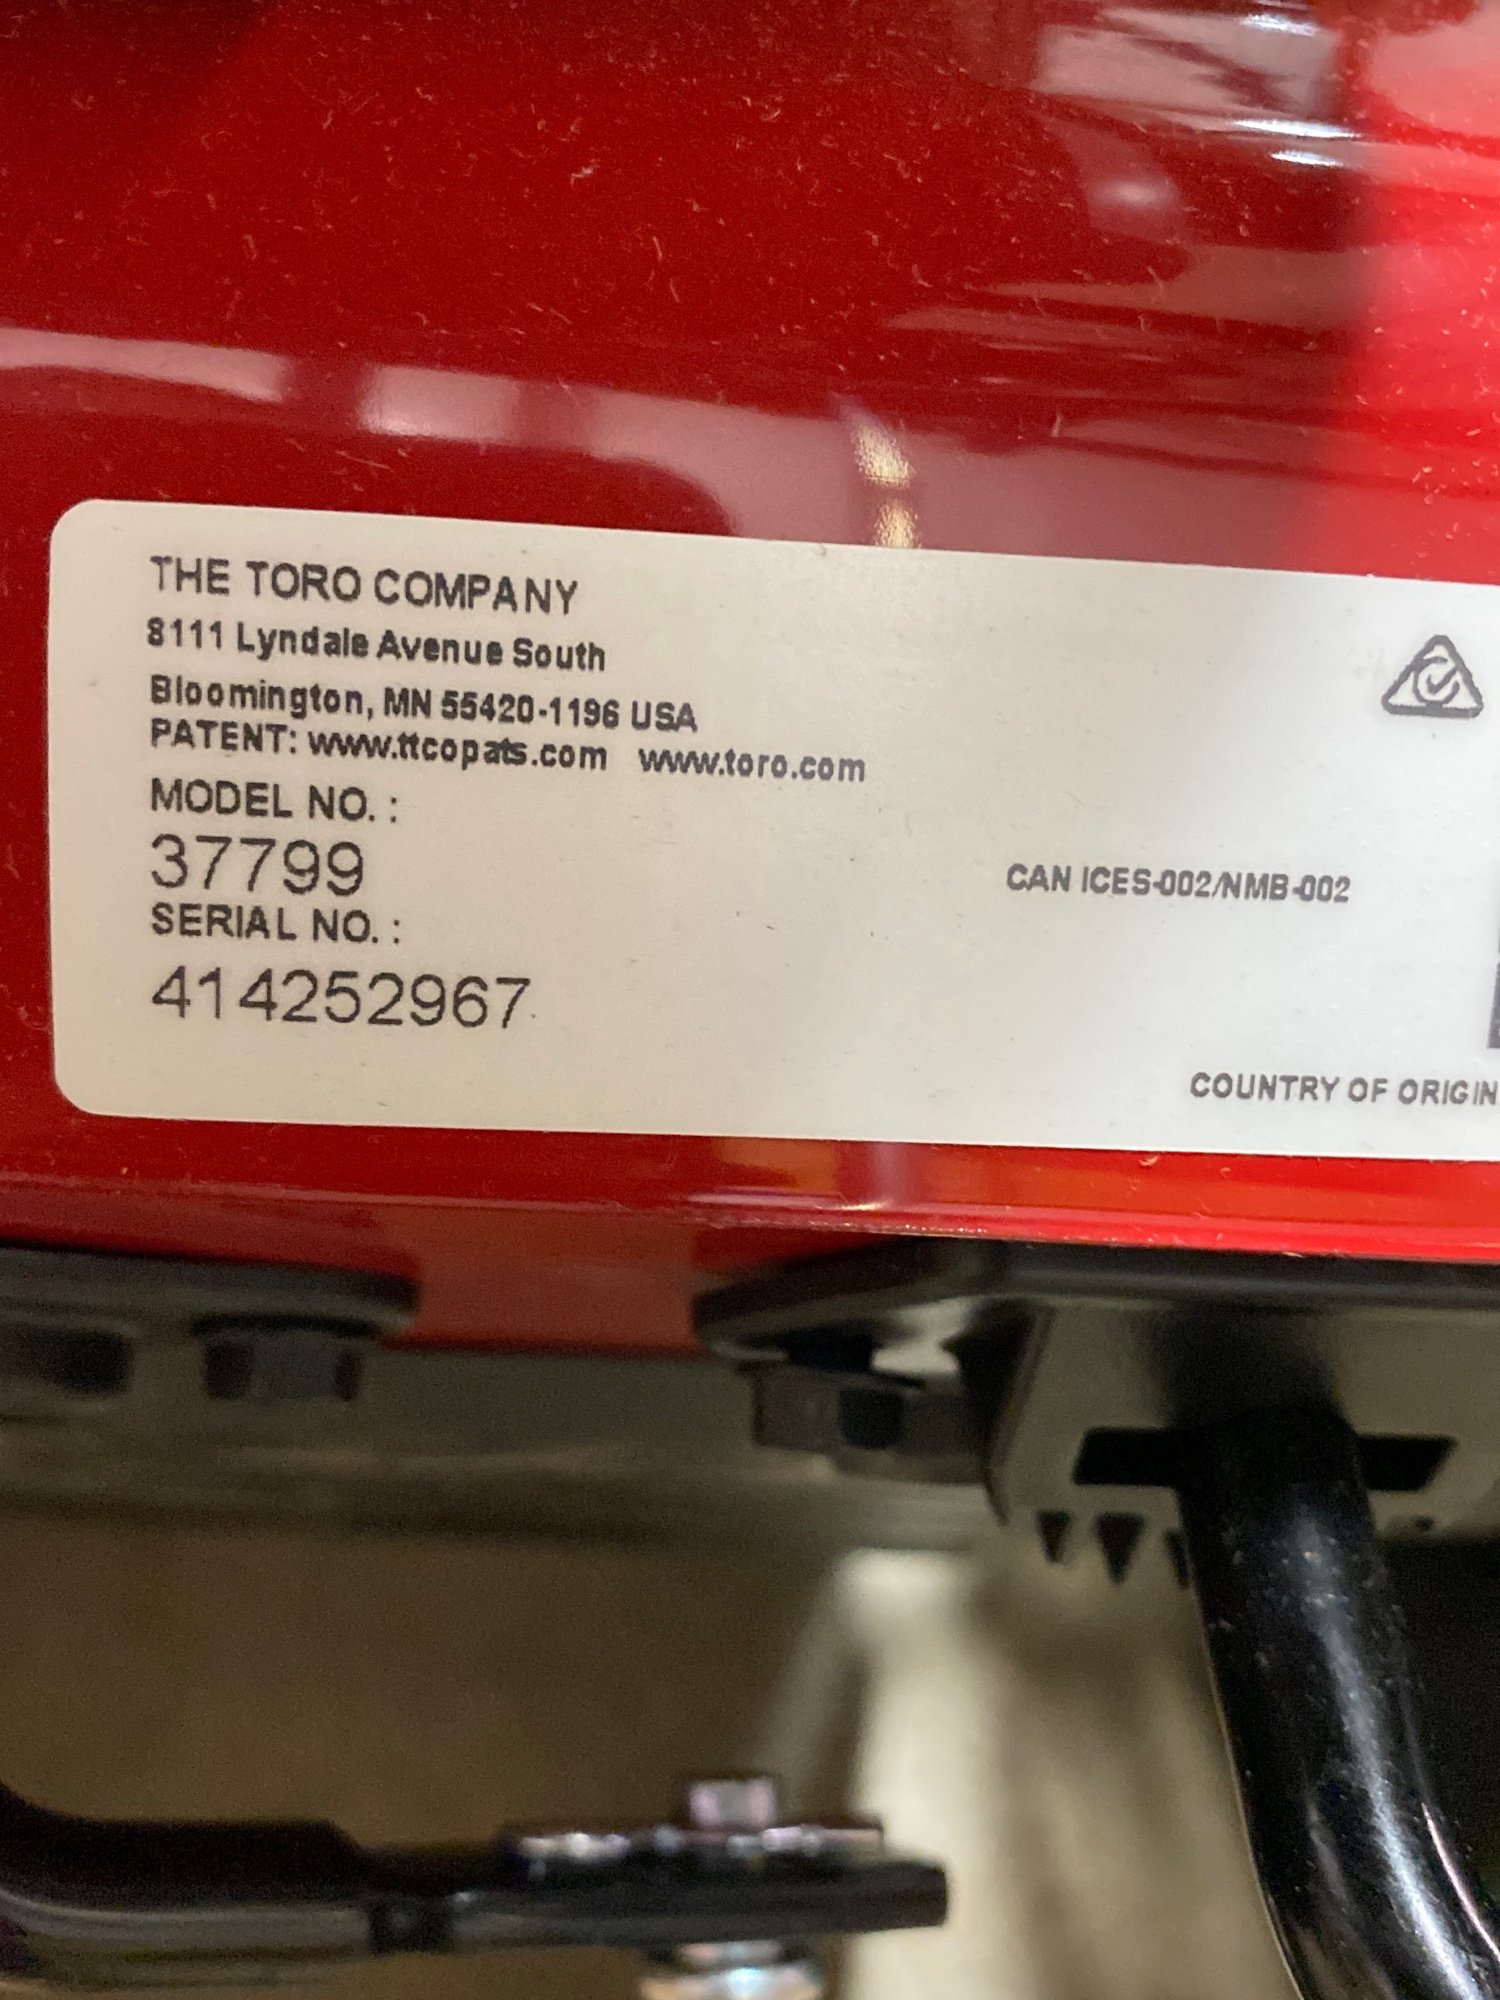 THE TORO COMPANY
8111 Lyndale Avenue South
Bloomington, MN 55420-1196 USA
PATENT: www.ttcopats.com www.toro.com
MODEL NO. :
37799
SERIAL NO. :
414252967
CAN ICES-002/NMB-002
COUNTRY OF ORIGIN